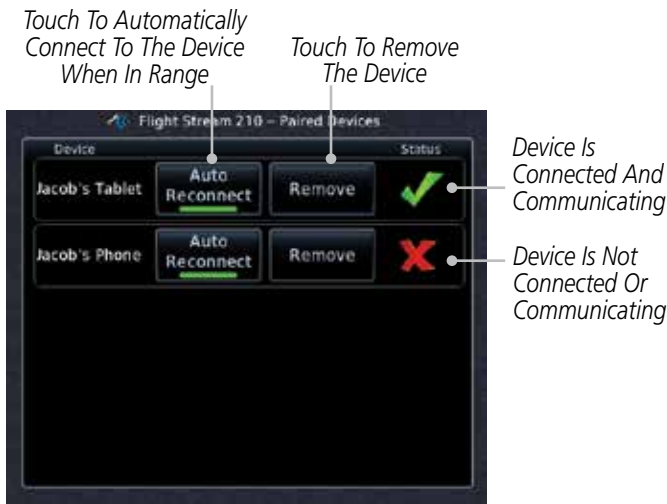 Touch To Automatically
Connect To The Device
When In Range
Touch To Remove
The Device
Flight Stream 210 – Paired Devices
Device
Status
Jacob's Tablet
Auto
Reconnect
Remove
Device Is
Connected And
Communicating
Jacob's Phone
Auto
Reconnect
Remove
Device Is Not
Connected Or
Communicating